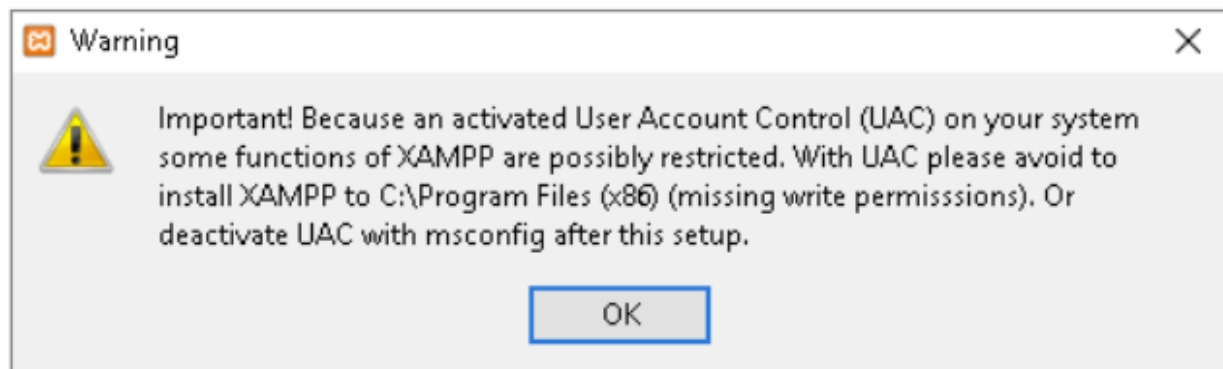 Warning
Important! Because an activated User Account Control (UAC) on your system
some functions of XAMPP are possibly restricted. With UAC please avoid to
install XAMPP to C:\Program Files (x86) (missing write permisssions). Or
deactivate UAC with msconfig after this setup.
OK